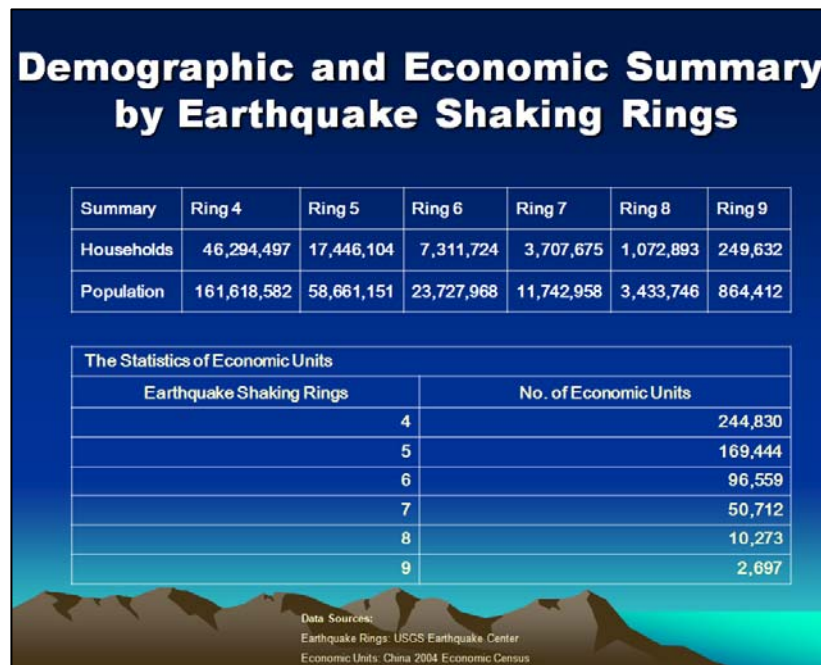 Demographic and Economic Summary
by Earthquake Shaking Rings
Summary Ring 4 Ring 5 Ring 6 Ring 7 Ring 8 Ring 9
Households 46,294,497 17,446,104 7,311,724 3,707,675 1,072,893 249,632
Population 161,618,582 58,661,151 23,727,968 11,742,958 3,433,746 864,412
The Statistics of Economic Units
Earthquake Shaking Rings No. of Economic Units
4 244,830
5 169,444
6 96,559
7 50,712
8 10,273
9 2,697
Data Sources:
Earthquake Rings: USGS Earthquake Center
Economic Units: China 2004 Economic Census